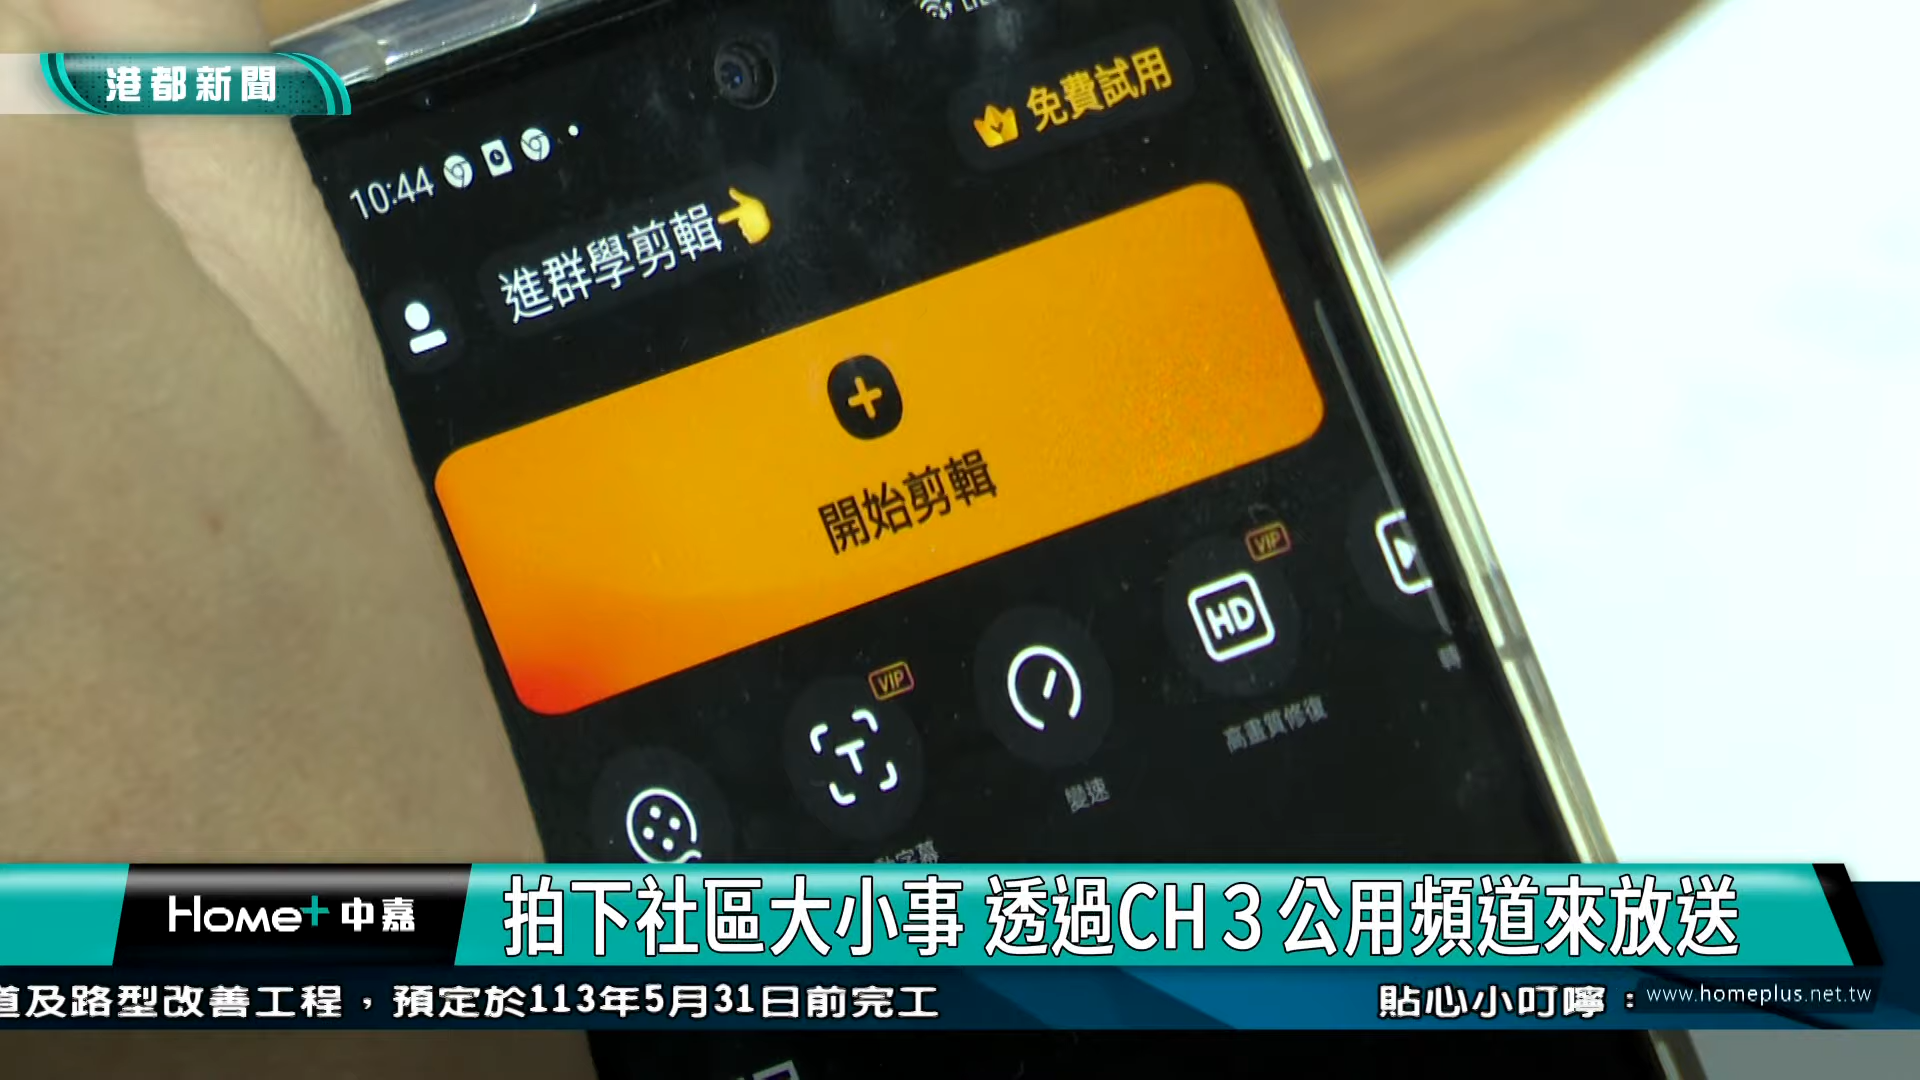 港都新聞
免費試用
10:44
進群學剪輯
開始剪輯
VIP
HD
VIP
T
高畫質修復
變速
動字幕
轉
Home+中嘉
拍下社區大小事 透過CH3公用頻道來放送
道及路型改善工程，預定於113年5月31日前完工
貼心小叮嚀：
www.homeplus.net.tw